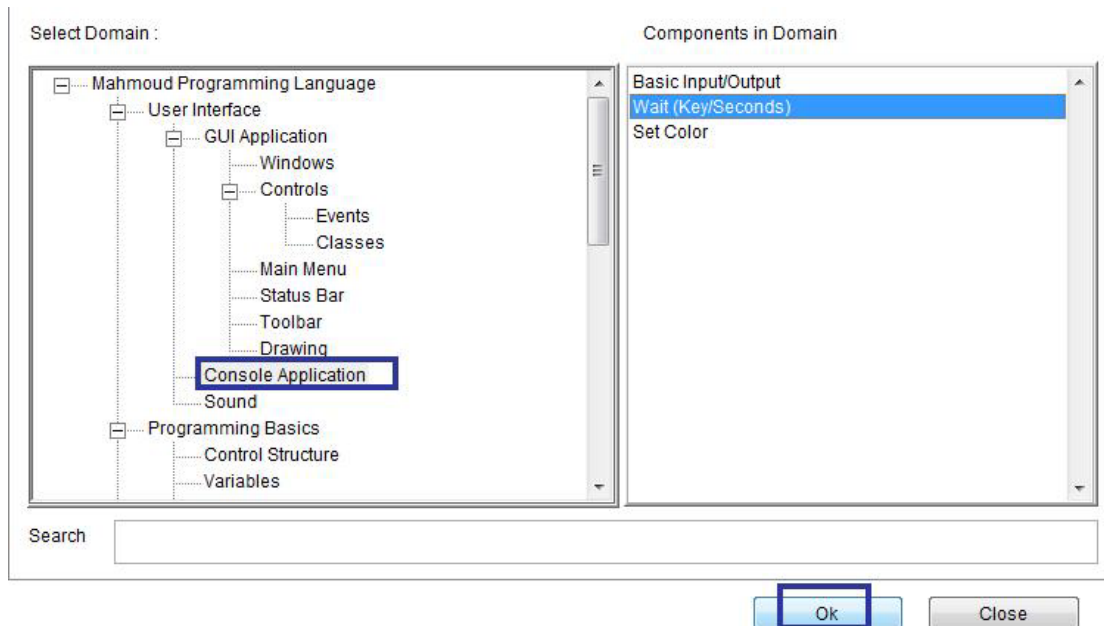 Select Domain :
Components in Domain
Mahmoud Programming Language
User Interface
GUI Application
Windows
Controls
Events
Classes
Main Menu
Status Bar
Toolbar
Drawing
Console Application
Sound
Programming Basics
Control Structure
Variables
Basic Input/Output
Wait (Key/Seconds)
Set Color
Search
Ok
Close